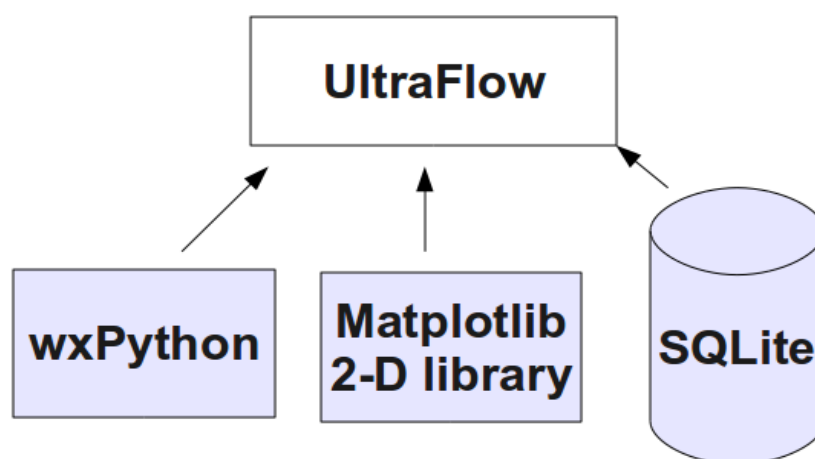 UltraFlow
wxPython
Matplotlib
2-D library
SQLite